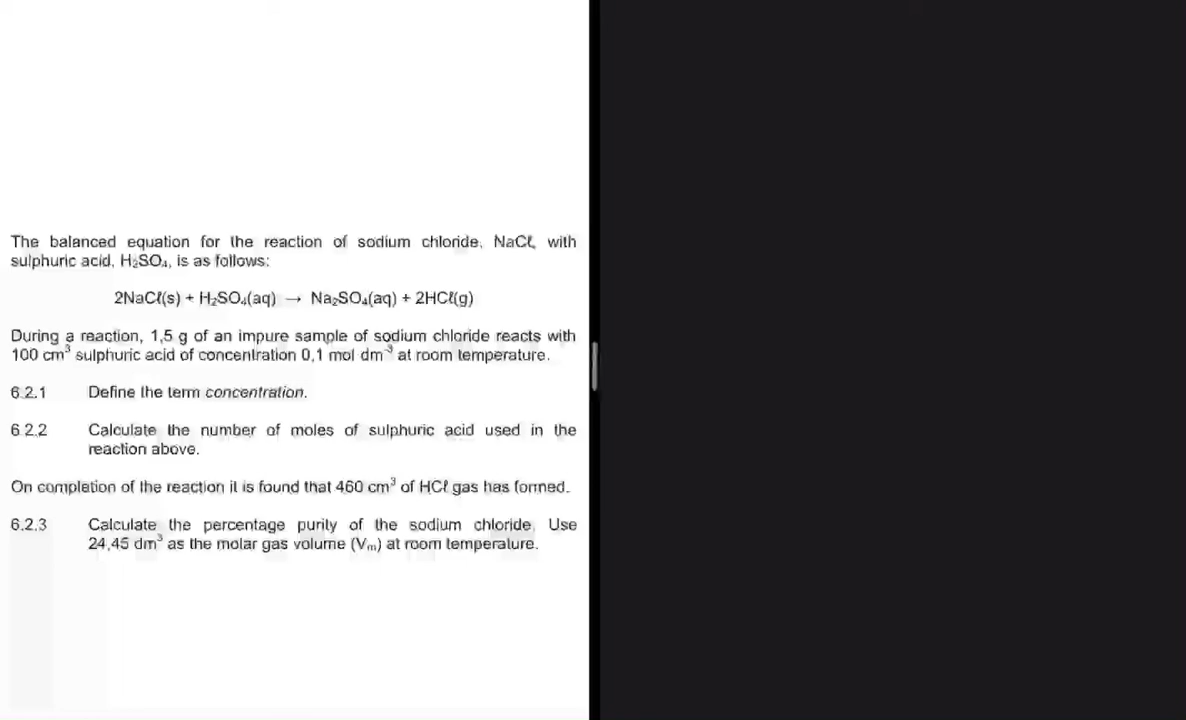 The balanced equation for the reaction of sodium chloride, NaCℓ, with
sulphuric acid, H₂SO₄, is as follows:
2NaCℓ(s) + H₂SO₄(aq) → Na₂SO₄(aq) + 2HCℓ(g)
During a reaction, 1,5 g of an impure sample of sodium chloride reacts with
100 cm³ sulphuric acid of concentration 0,1 mol dm⁻³ at room temperature.
6.2.1 Define the term concentration.
6.2.2 Calculate the number of moles of sulphuric acid used in the
reaction above.
On completion of the reaction it is found that 460 cm³ of HCℓ gas has formed.
6.2.3 Calculate the percentage purity of the sodium chloride. Use
24,45 dm³ as the molar gas volume (Vₘ) at room temperature.